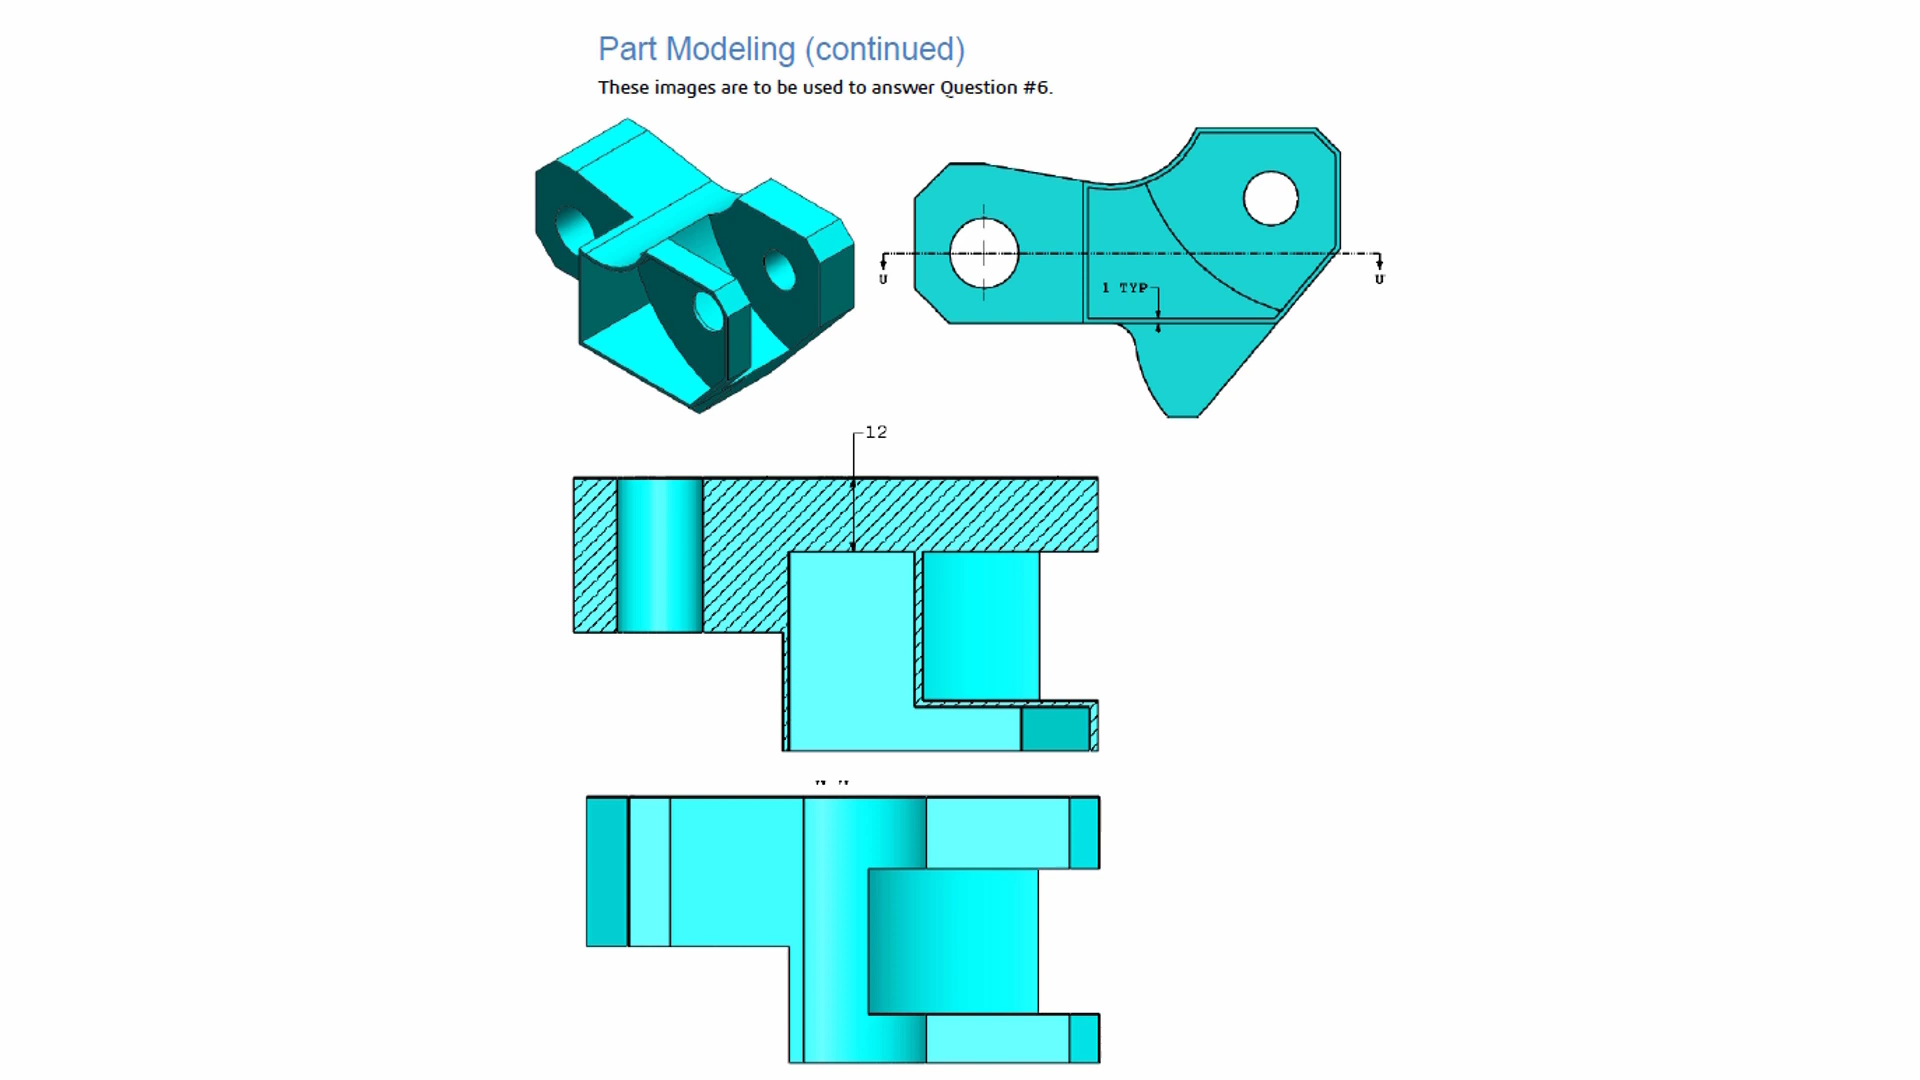 Part Modeling (continued)
These images are to be used to answer Question #6.
1 TYP
U U
12